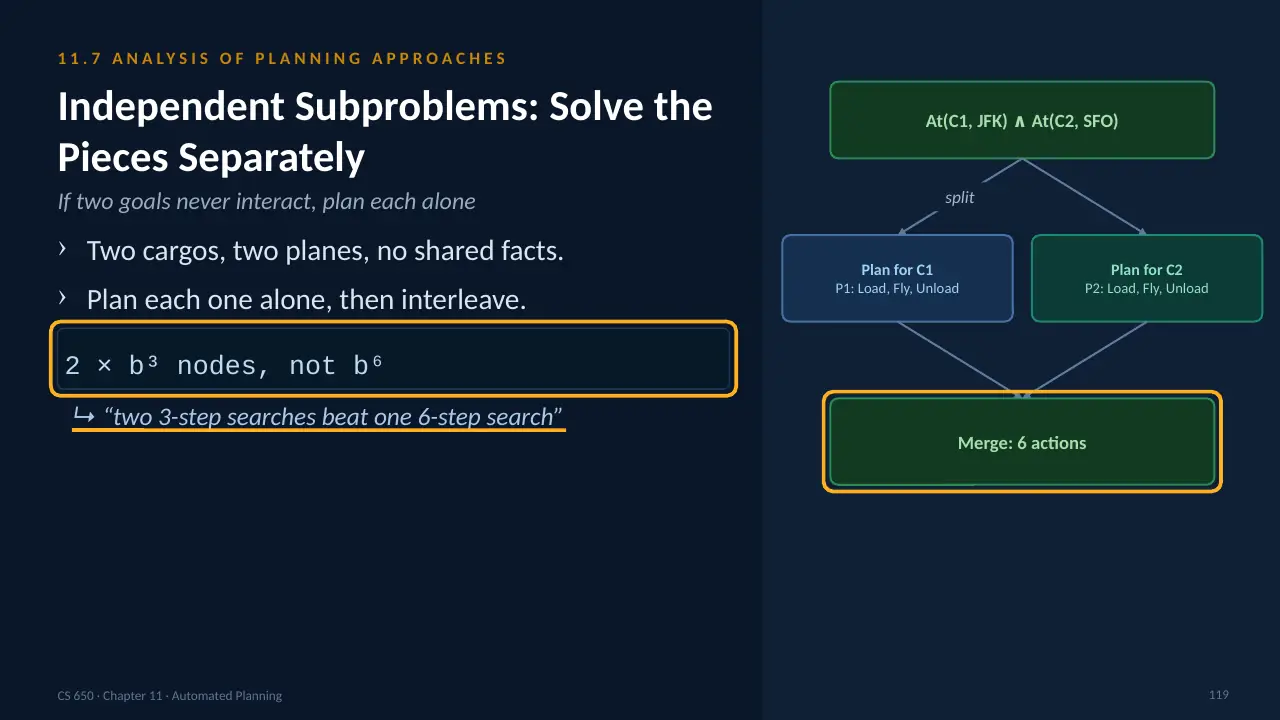 11.7 ANALYSIS OF PLANNING APPROACHES
Independent Subproblems: Solve the
Pieces Separately
If two goals never interact, plan each alone
› Two cargos, two planes, no shared facts.
› Plan each one alone, then interleave.
2 × b³ nodes, not b⁶
↪ “two 3-step searches beat one 6-step search”
At(C1, JFK) ∧ At(C2, SFO)
split
Plan for C1
P1: Load, Fly, Unload
Plan for C2
P2: Load, Fly, Unload
Merge: 6 actions
CS 650 · Chapter 11 · Automated Planning
119